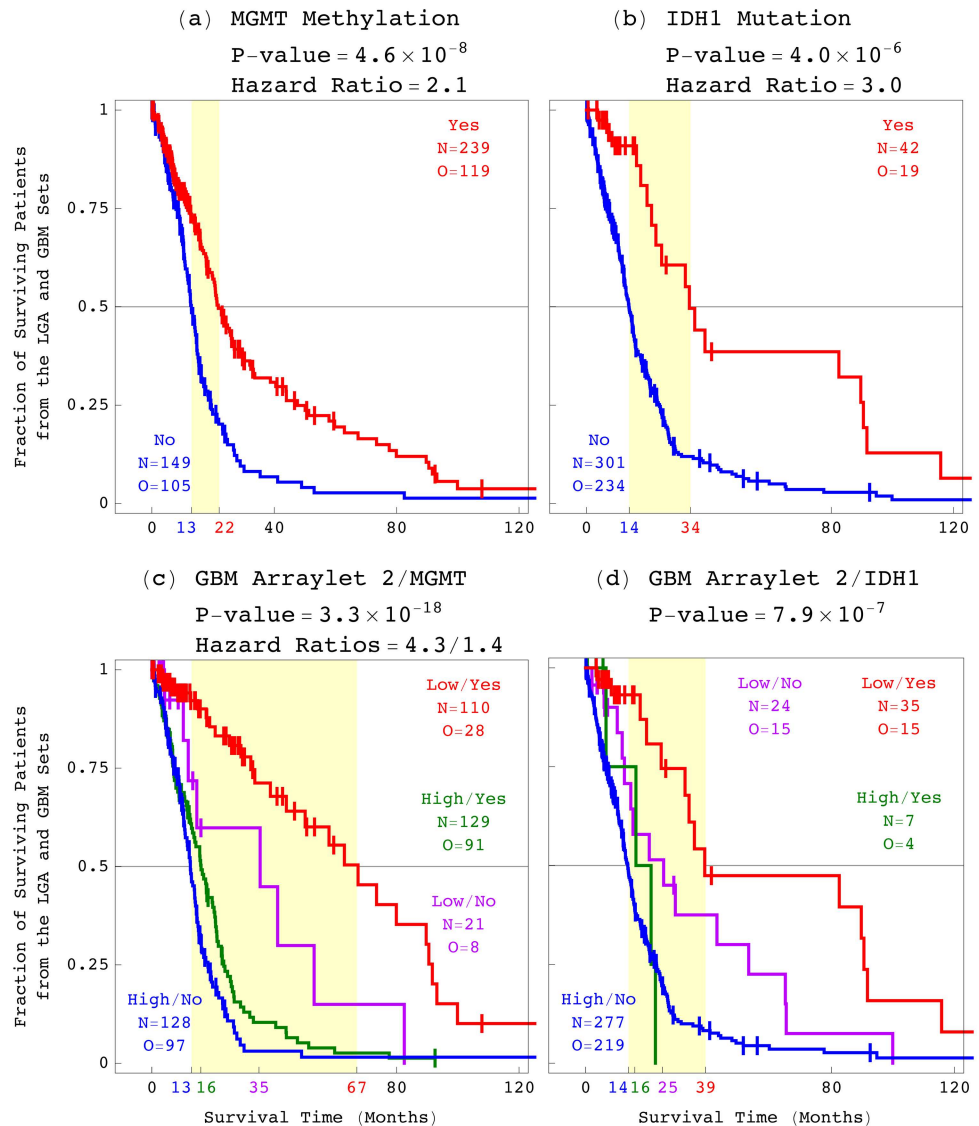 (a) MGMT Methylation
P-value = 4.6 × 10⁻⁸
Hazard Ratio = 2.1
Fraction of Surviving Patients
from the LGA and GBM Sets
1
0.75
0.5
0.25
0
Yes
N=239
O=119
No
N=149
O=105
0 13 22 40 80 120
(b) IDH1 Mutation
P-value = 4.0 × 10⁻⁶
Hazard Ratio = 3.0
Yes
N=42
O=19
No
N=301
O=234
0 14 34 80 120
(c) GBM Arraylet 2/MGMT
P-value = 3.3 × 10⁻¹⁸
Hazard Ratios = 4.3/1.4
Fraction of Surviving Patients
from the LGA and GBM Sets
1
0.75
0.5
0.25
0
Low/Yes
N=110
O=28
High/Yes
N=129
O=91
Low/No
N=21
O=8
High/No
N=128
O=97
0 13 16 35 67 80 120
Survival Time (Months)
(d) GBM Arraylet 2/IDH1
P-value = 7.9 × 10⁻⁷
Low/No
N=24
O=15
Low/Yes
N=35
O=15
High/Yes
N=7
O=4
High/No
N=277
O=219
0 14 16 25 39 80 120
Survival Time (Months)